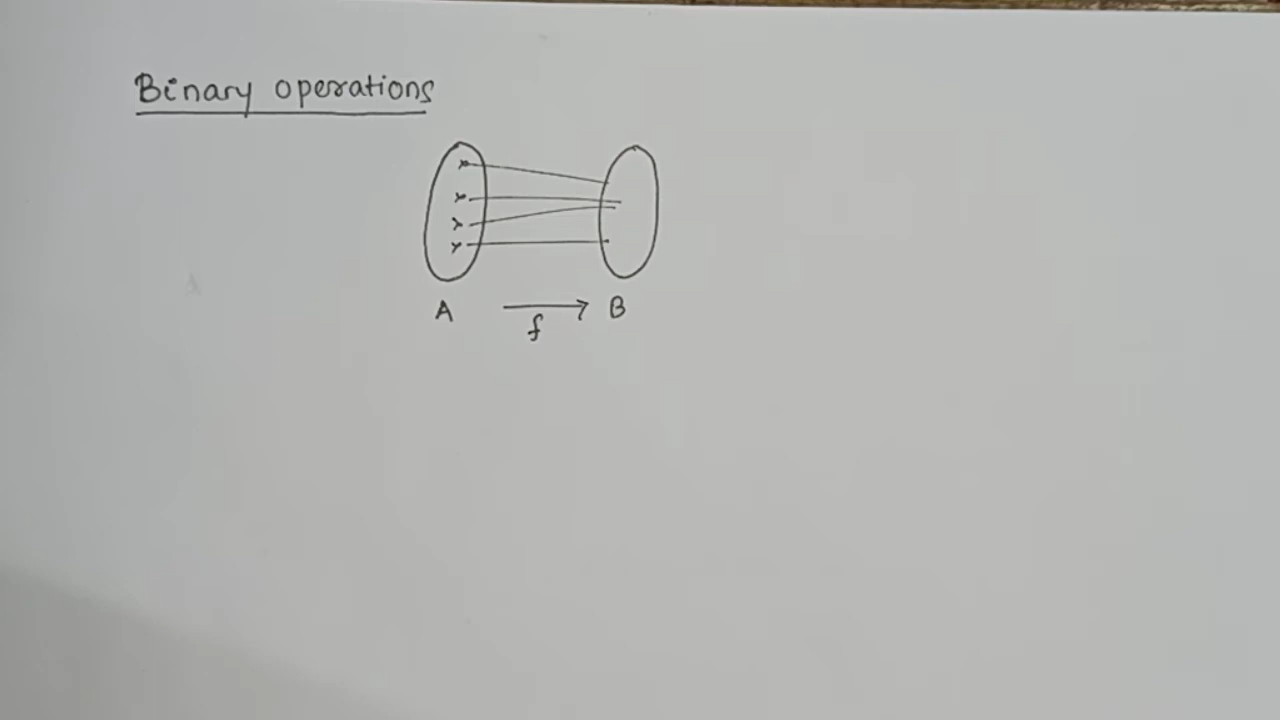 Binary operations
A → B
f